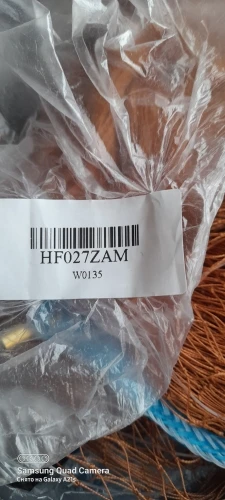 HF027ZAM
W0135
Samsung Quad Camera
Снято на Galaxy A21s